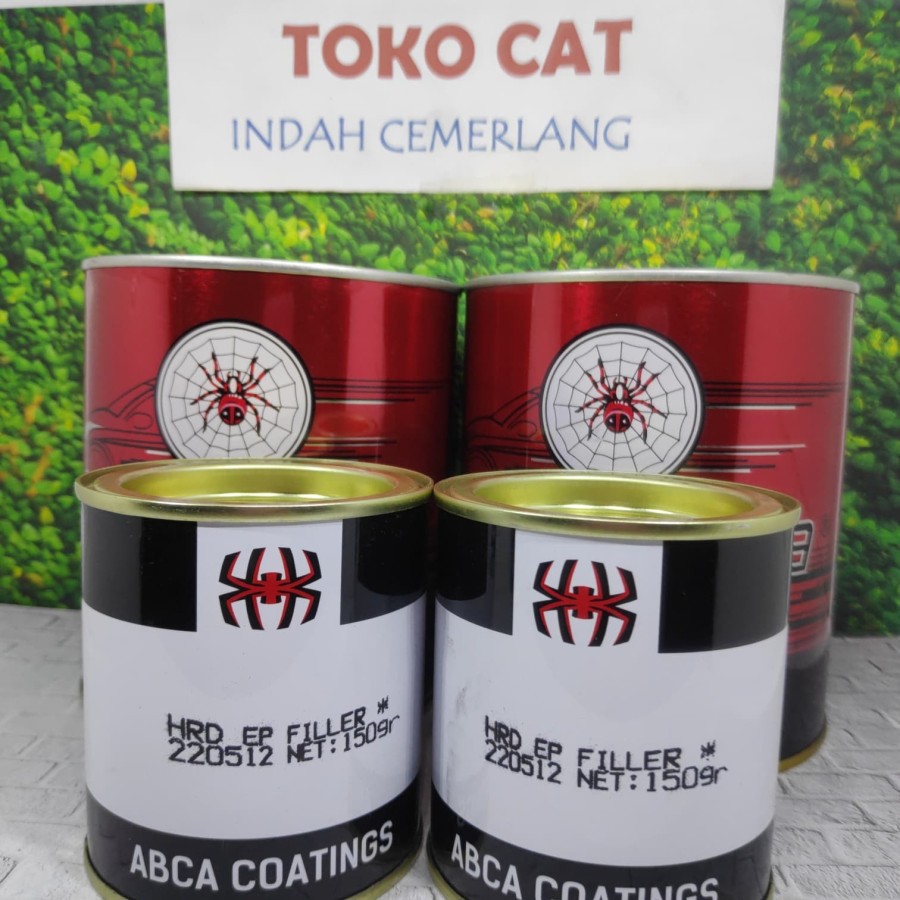 TOKO CAT
INDAH CEMERLANG
HRD EP FILLER *
220512 NET:150gr
ABCA COATINGS
HRD EP FILLER *
220512 NET:150gr
ABCA COATINGS